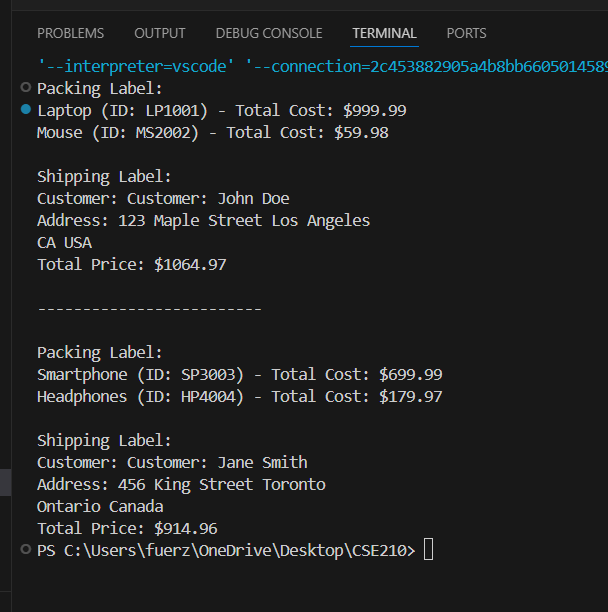 PROBLEMS OUTPUT DEBUG CONSOLE TERMINAL PORTS
'--interpreter=vscode' '--connection=2c453882905a4b8bb6605014589
Packing Label:
Laptop (ID: LP1001) - Total Cost: $999.99
Mouse (ID: MS2002) - Total Cost: $59.98
Shipping Label:
Customer: Customer: John Doe
Address: 123 Maple Street Los Angeles
CA USA
Total Price: $1064.97
-------------------------
Packing Label:
Smartphone (ID: SP3003) - Total Cost: $699.99
Headphones (ID: HP4004) - Total Cost: $179.97
Shipping Label:
Customer: Customer: Jane Smith
Address: 456 King Street Toronto
Ontario Canada
Total Price: $914.96
PS C:\Users\fuerz\OneDrive\Desktop\CSE210>